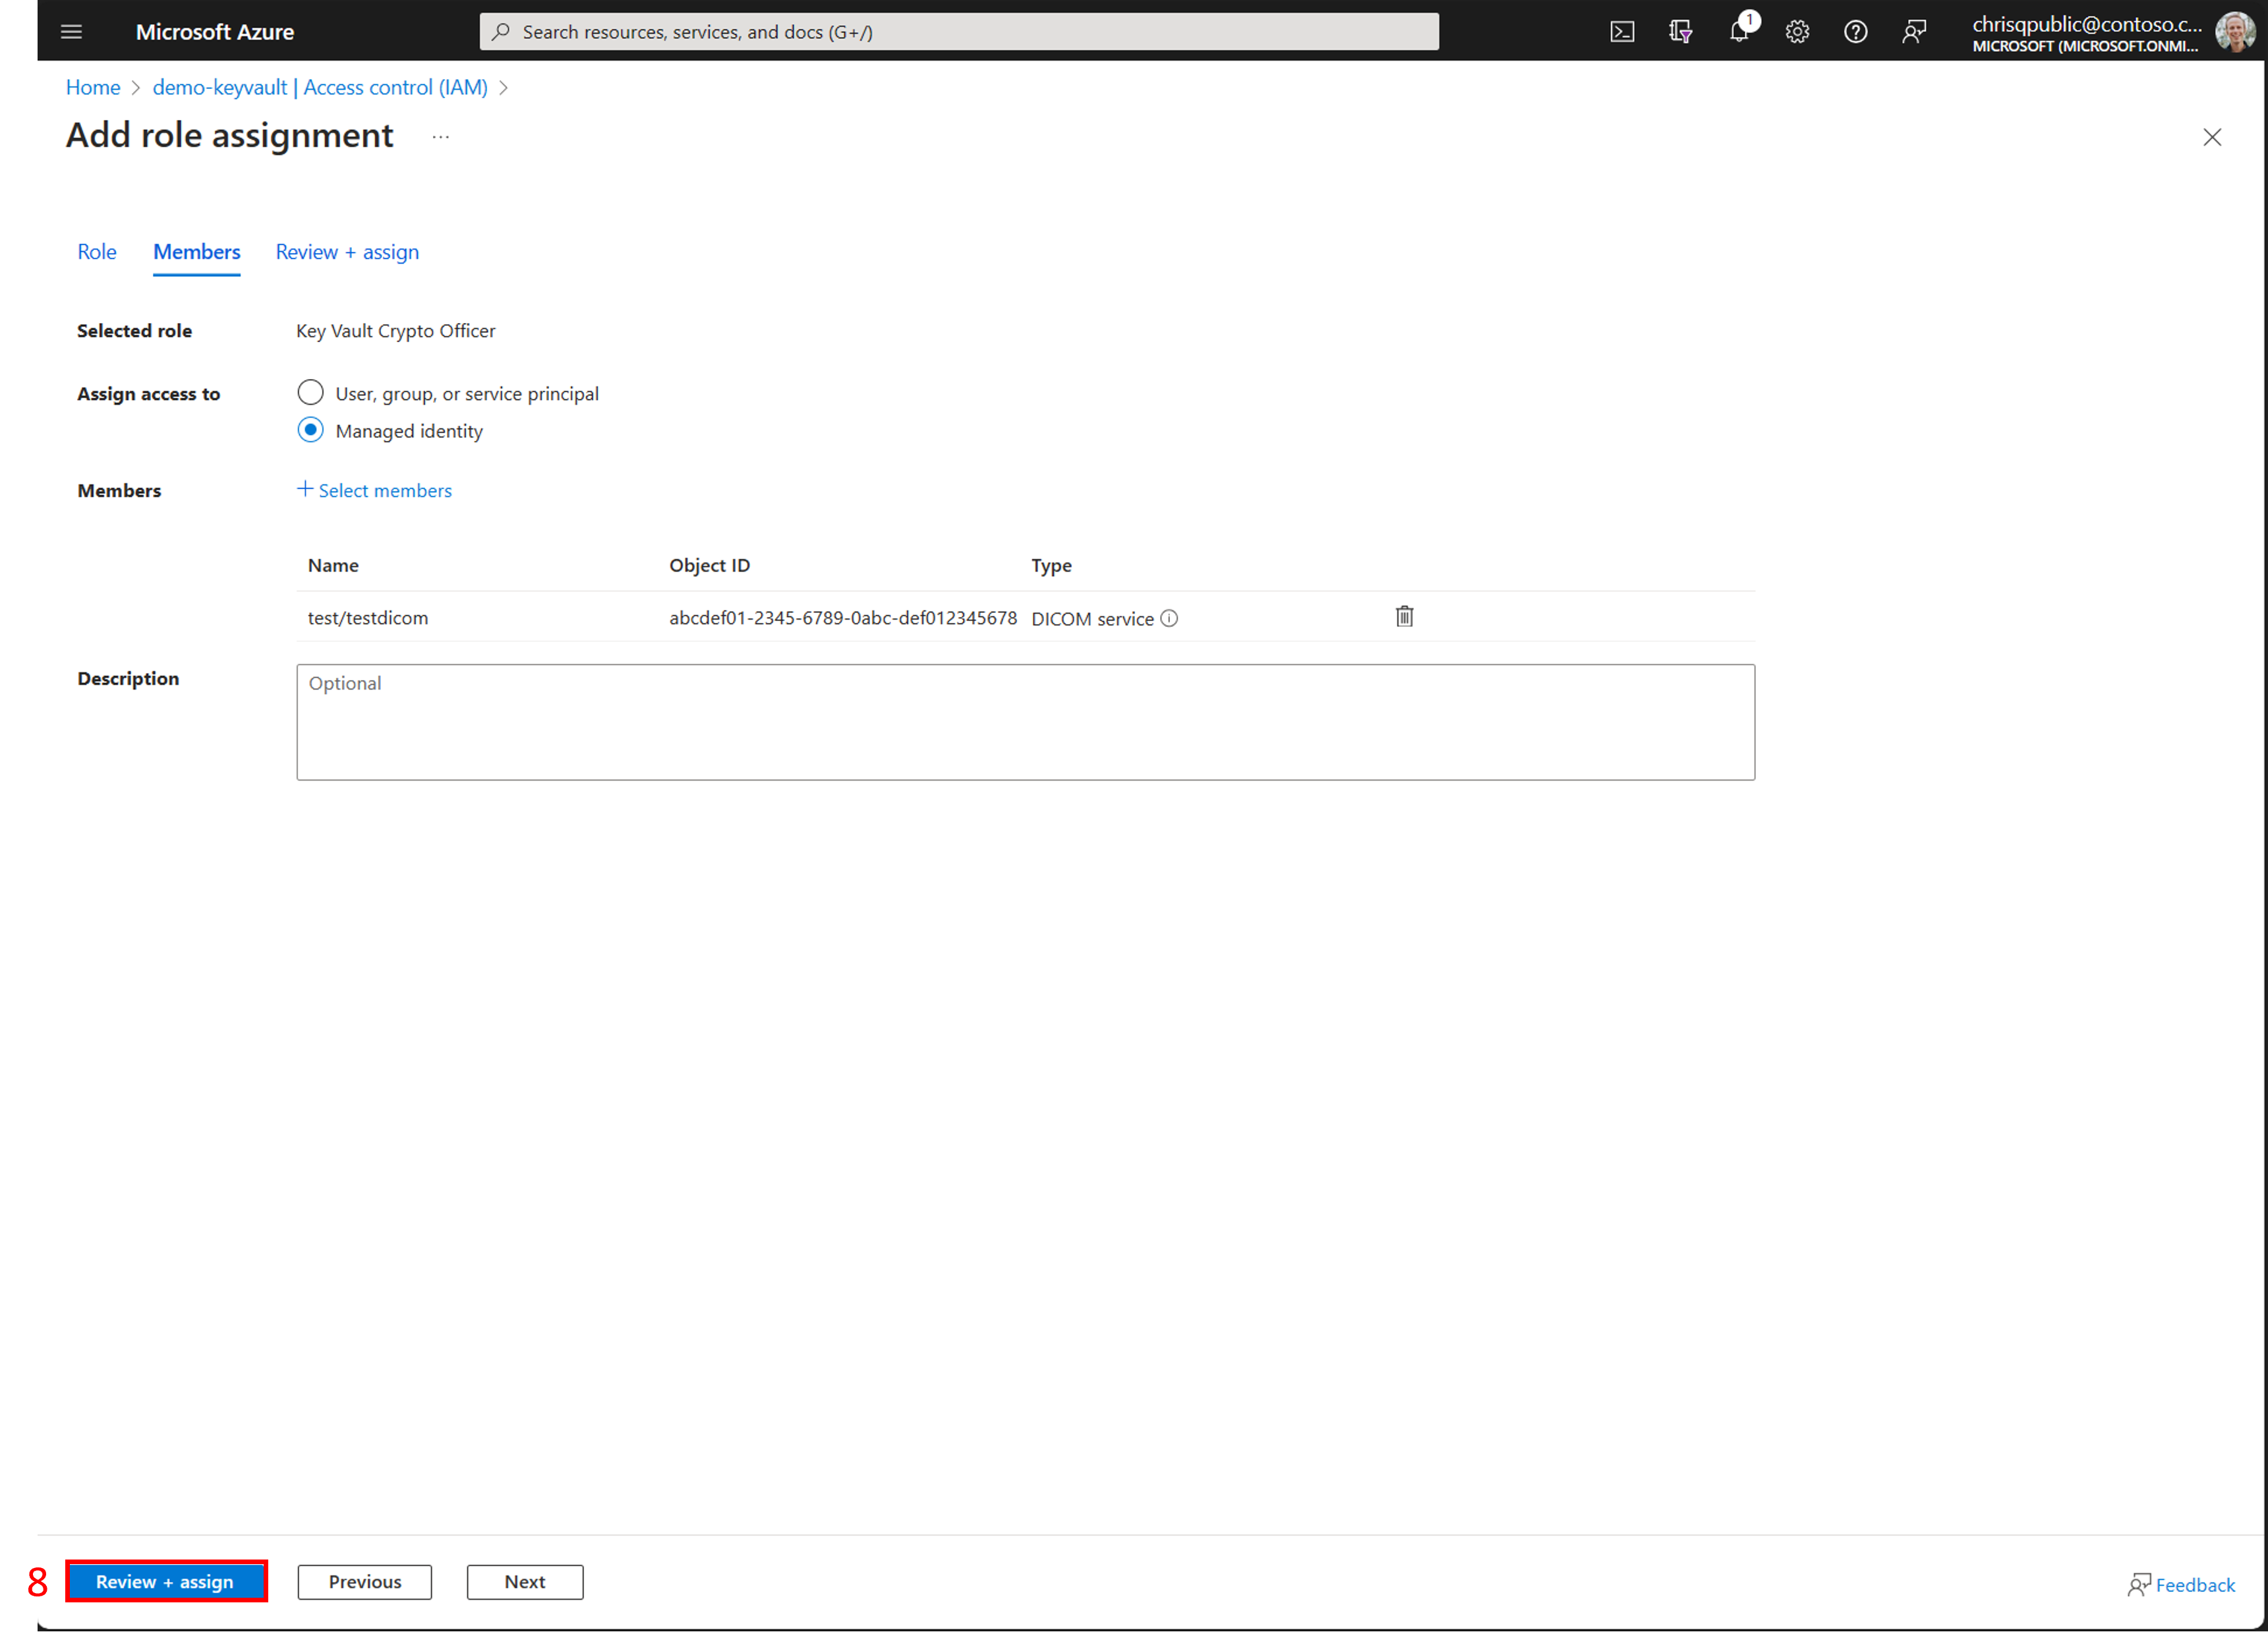 Microsoft Azure
Search resources, services, and docs (G+/)
1
chrisqpublic@contoso.c...
MICROSOFT (MICROSOFT.ONMI...
Home > demo-keyvault | Access control (IAM) >
Add role assignment ...
Role Members Review + assign
Selected role Key Vault Crypto Officer
Assign access to User, group, or service principal
Managed identity
Members + Select members
Name Object ID Type
test/testdicom abcdef01-2345-6789-0abc-def012345678 DICOM service
Description Optional
8 Review + assign Previous Next Feedback